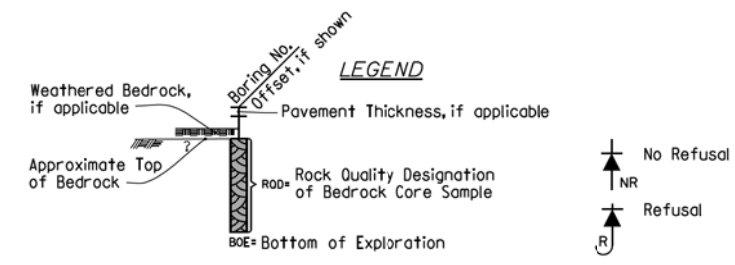 LEGEND
Boring No.
Offset, if shown
Weathered Bedrock,
if applicable
Pavement Thickness, if applicable
?
Approximate Top
of Bedrock
RQD= Rock Quality Designation
of Bedrock Core Sample
BOE= Bottom of Exploration
No Refusal
NR
Refusal
R